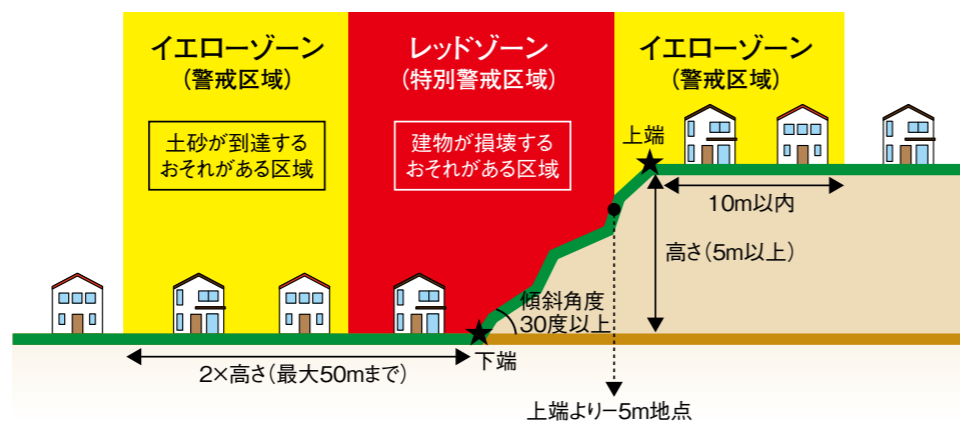 イエローゾーン
(警戒区域)
土砂が到達する
おそれがある区域
レッドゾーン
(特別警戒区域)
建物が損壊する
おそれがある区域
イエローゾーン
(警戒区域)
上端
10m以内
高さ(5m以上)
傾斜角度
30度以上
下端
2×高さ(最大50mまで)
上端より−5m地点